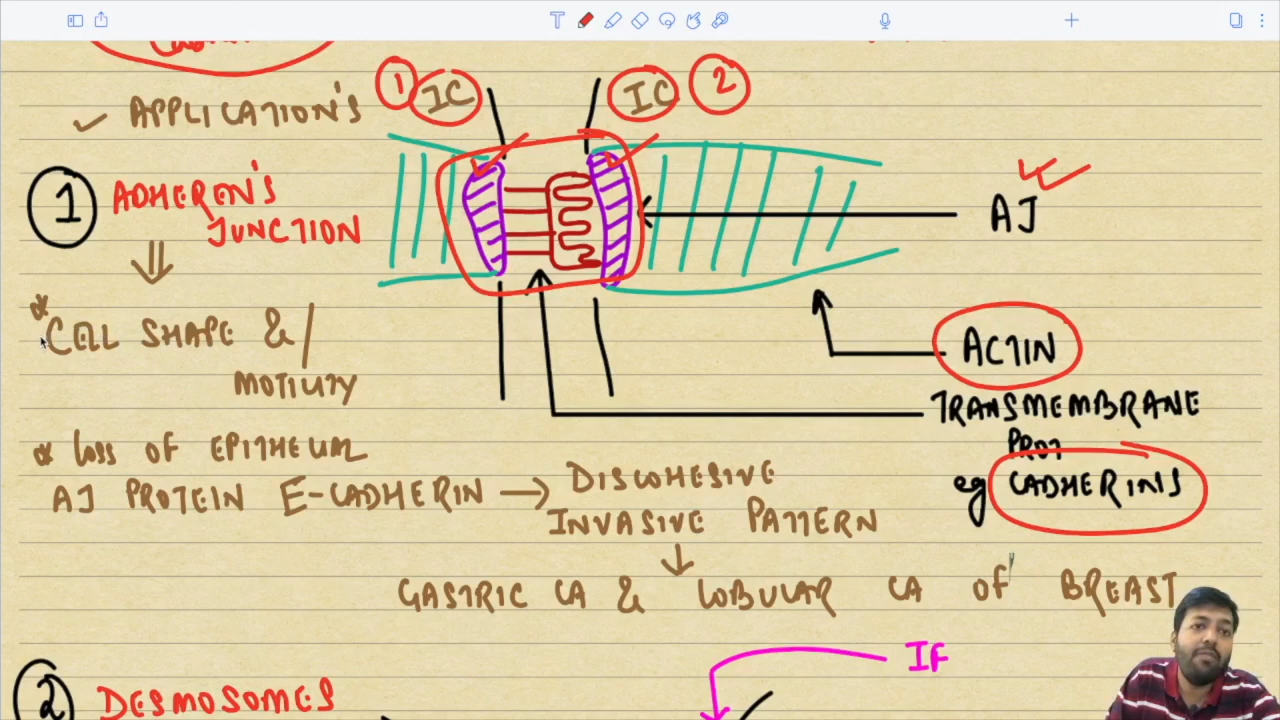 ① IC IC ②
✓ APPLICATION'S
① ADHEREN'S
JUNCTION
AJ
* CELL SHAPE & /
MOTILITY
ACTIN
TRANSMEMBRANE
PROT
eg CADHERINS
* LOSS OF EPITHEUM
AJ PROTEIN E-CADHERIN → DISCOHESIVE
INVASIVE PATTERN
GASTRIC CA & LOBULAR CA OF BREAST
IF
② DESMOSOMES